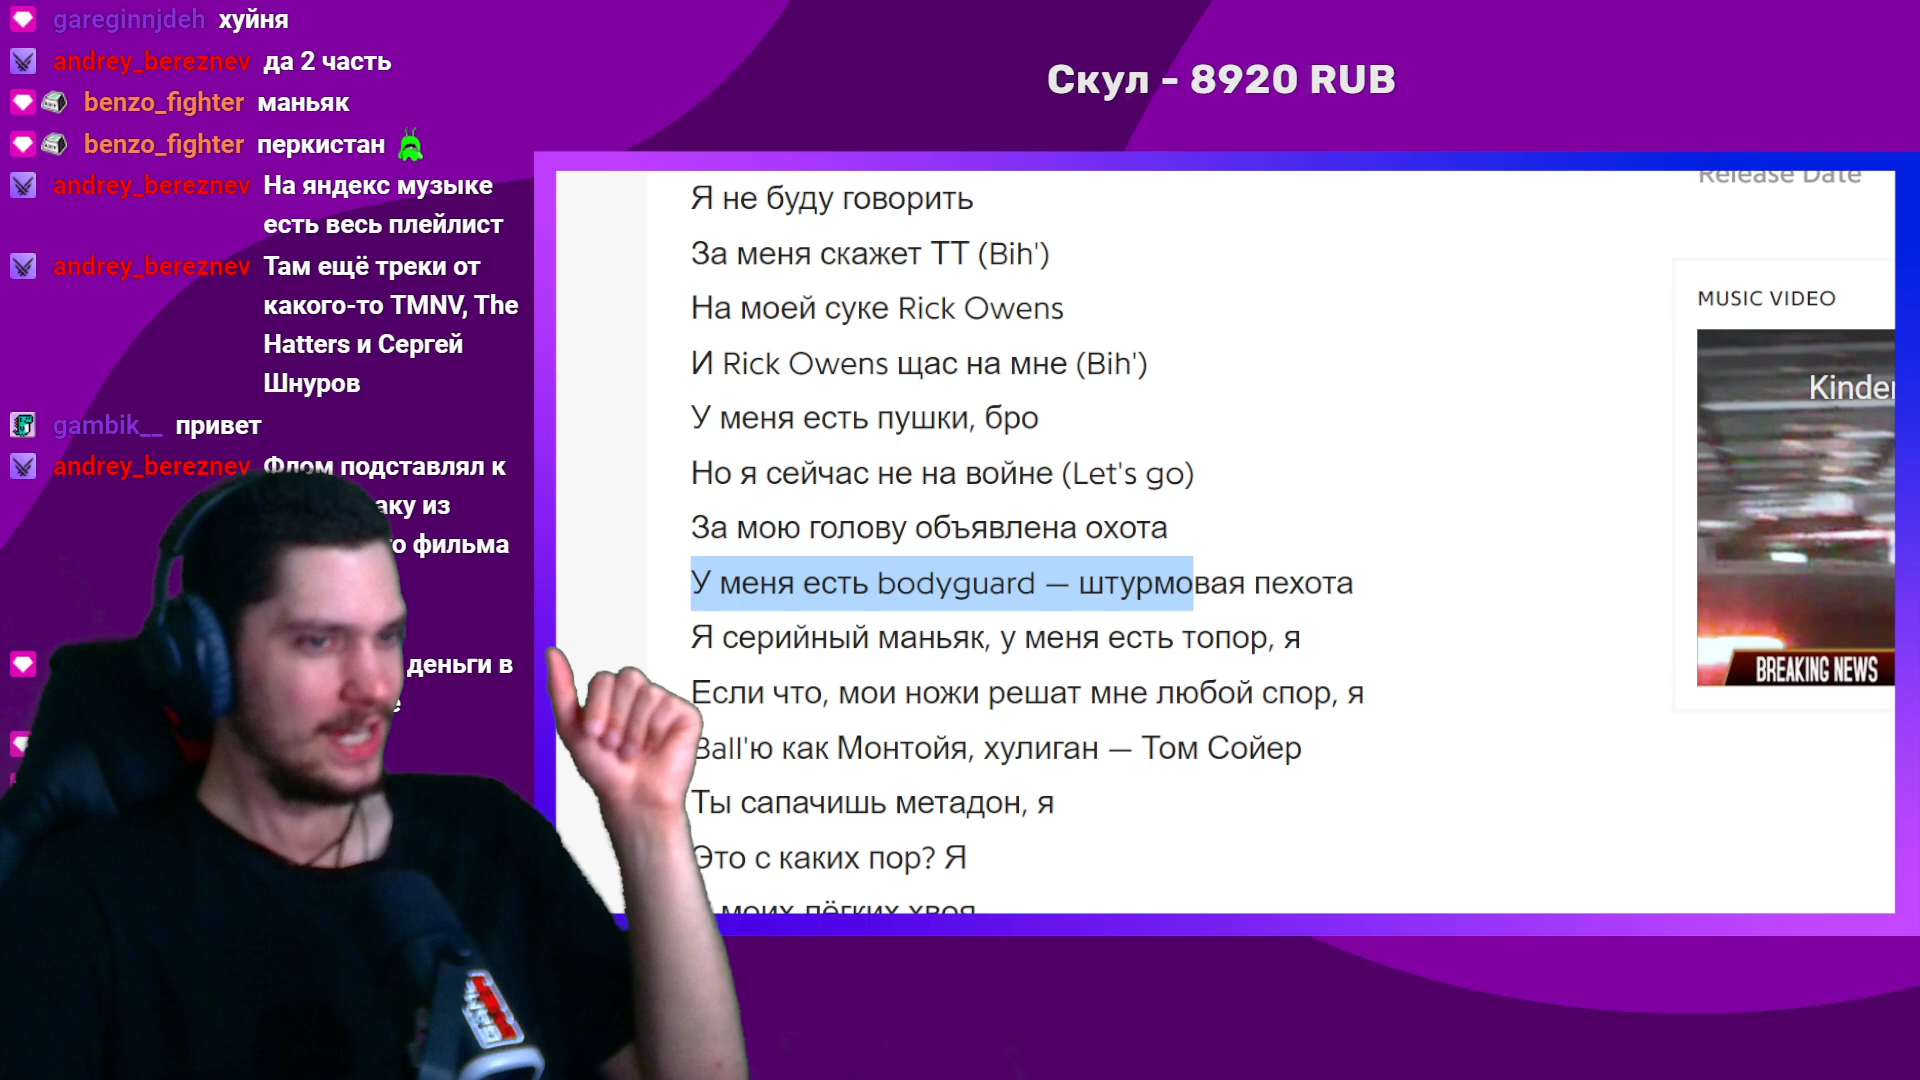 gareginnjdeh хуйня
andrey_bereznev да 2 часть
benzo_fighter маньяк
benzo_fighter перкистан
andrey_bereznev На яндекс музыке
есть весь плейлист
andrey_bereznev Там ещё треки от
какого-то TMNV, The
Hatters и Сергей
Шнуров
gambik__ привет
andrey_bereznev Флом подставлял к
из
фильма
деньги в
Скул - 8920 RUB
Я не буду говорить
За меня скажет ТТ (Bih')
На моей суке Rick Owens
И Rick Owens щас на мне (Bih')
У меня есть пушки, бро
Но я сейчас не на войне (Let's go)
За мою голову объявлена охота
У меня есть bodyguard — штурмовая пехота
Я серийный маньяк, у меня есть топор, я
Если что, мои ножи решат мне любой спор, я
Ball'ю как Монтойя, хулиган — Том Сойер
Ты сапачишь метадон, я
Это с каких пор? Я
моих лёгких хвоя
Release Date
MUSIC VIDEO
Kinder
BREAKING NEWS